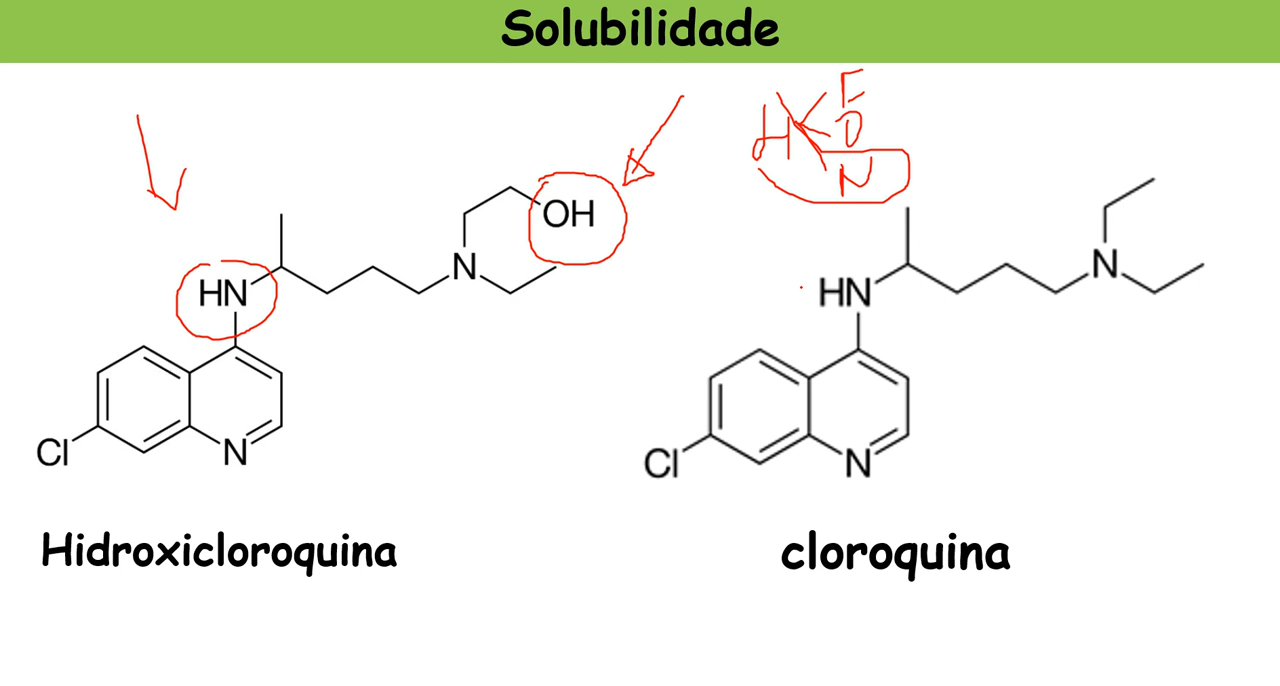 Solubilidade
F
H O
N
OH
N
HN
Cl
N
N
HN
Cl
N
Hidroxicloroquina
cloroquina